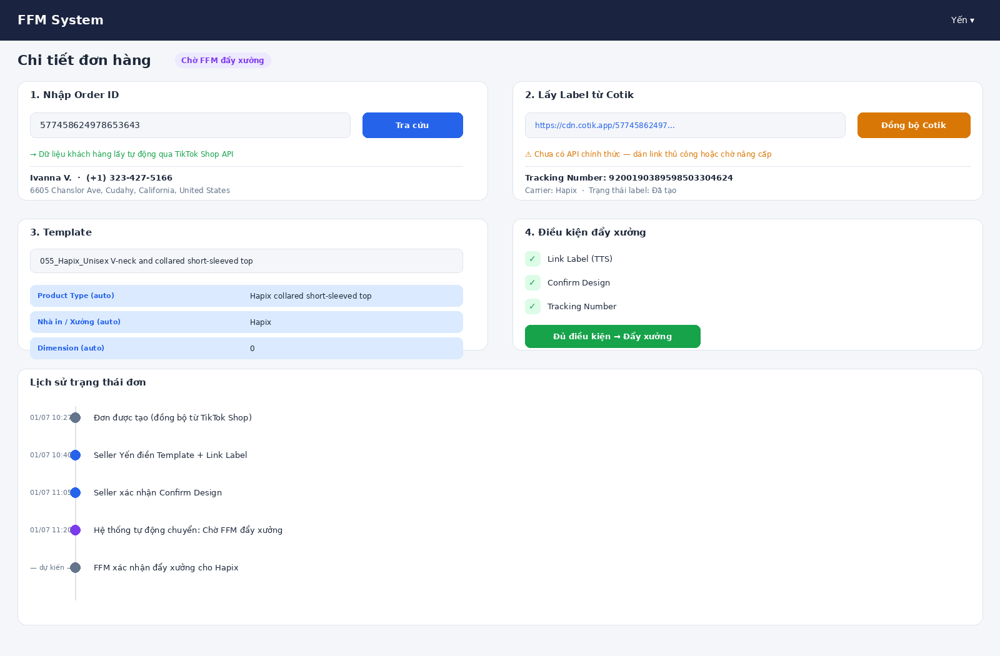 FFM System
Yến ▾
Chi tiết đơn hàng
Chờ FFM đẩy xưởng
1. Nhập Order ID
577458624978653643
Tra cứu
→ Dữ liệu khách hàng lấy tự động qua TikTok Shop API
Ivanna V. · (+1) 323-427-5166
6605 Chanslor Ave, Cudahy, California, United States
2. Lấy Label từ Cotik
https://cdn.cotik.app/57745862497...
Đồng bộ Cotik
⚠ Chưa có API chính thức — dán link thủ công hoặc chờ nâng cấp
Tracking Number: 9200190389598503304624
Carrier: Hapix · Trạng thái label: Đã tạo
3. Template
055_Hapix_Unisex V-neck and collared short-sleeved top
Product Type (auto) Hapix collared short-sleeved top
Nhà in / Xưởng (auto) Hapix
Dimension (auto) 0
4. Điều kiện đẩy xưởng
✓ Link Label (TTS)
✓ Confirm Design
✓ Tracking Number
Đủ điều kiện → Đẩy xưởng
Lịch sử trạng thái đơn
01/07 10:27 Đơn được tạo (đồng bộ từ TikTok Shop)
01/07 10:40 Seller Yến điền Template + Link Label
01/07 11:05 Seller xác nhận Confirm Design
01/07 11:20 Hệ thống tự động chuyển: Chờ FFM đẩy xưởng
— dự kiến — FFM xác nhận đẩy xưởng cho Hapix